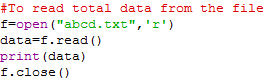 #To read total data from the file
f=open("abcd.txt",'r')
data=f.read()
print(data)
f.close()